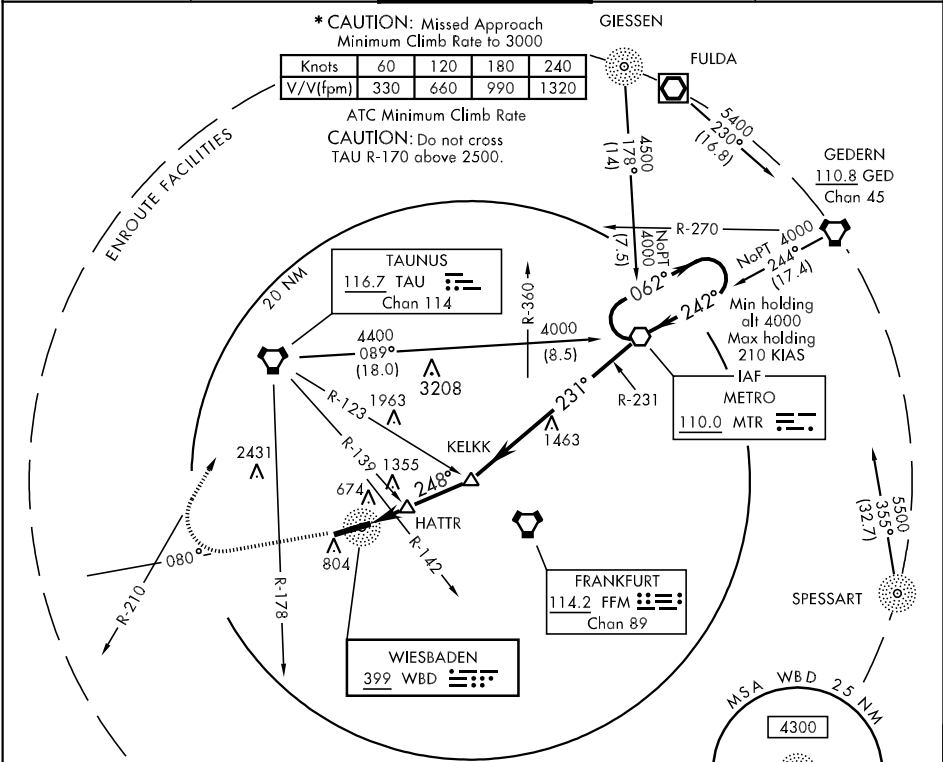 * CAUTION: Missed Approach
Minimum Climb Rate to 3000
Knots 60 120 180 240
V/V(fpm) 330 660 990 1320
ATC Minimum Climb Rate
CAUTION: Do not cross
TAU R-170 above 2500.
GIESSEN
FULDA
5400
230°
(16.8)
4500
178°
(14)
GEDERN
110.8 GED
Chan 45
ENROUTE FACILITIES
R-270
NoPT 4000
244°
(17.4)
NoPT
4000
(7.5)
20 NM
TAUNUS
116.7 TAU
Chan 114
R-360
062°
242°
Min holding
alt 4000
Max holding
210 KIAS
4400
089°
(18.0)
4000
(8.5)
3208
IAF
METRO
110.0 MTR
R-231
231°
R-123
1963
1463
KELKK
R-139
1355
2431
674
248°
HATTR
R-142
804
080°
R-210
R-178
5500
355°
(32.7)
FRANKFURT
114.2 FFM
Chan 89
SPESSART
WIESBADEN
399 WBD
MSA WBD 25 NM
4300